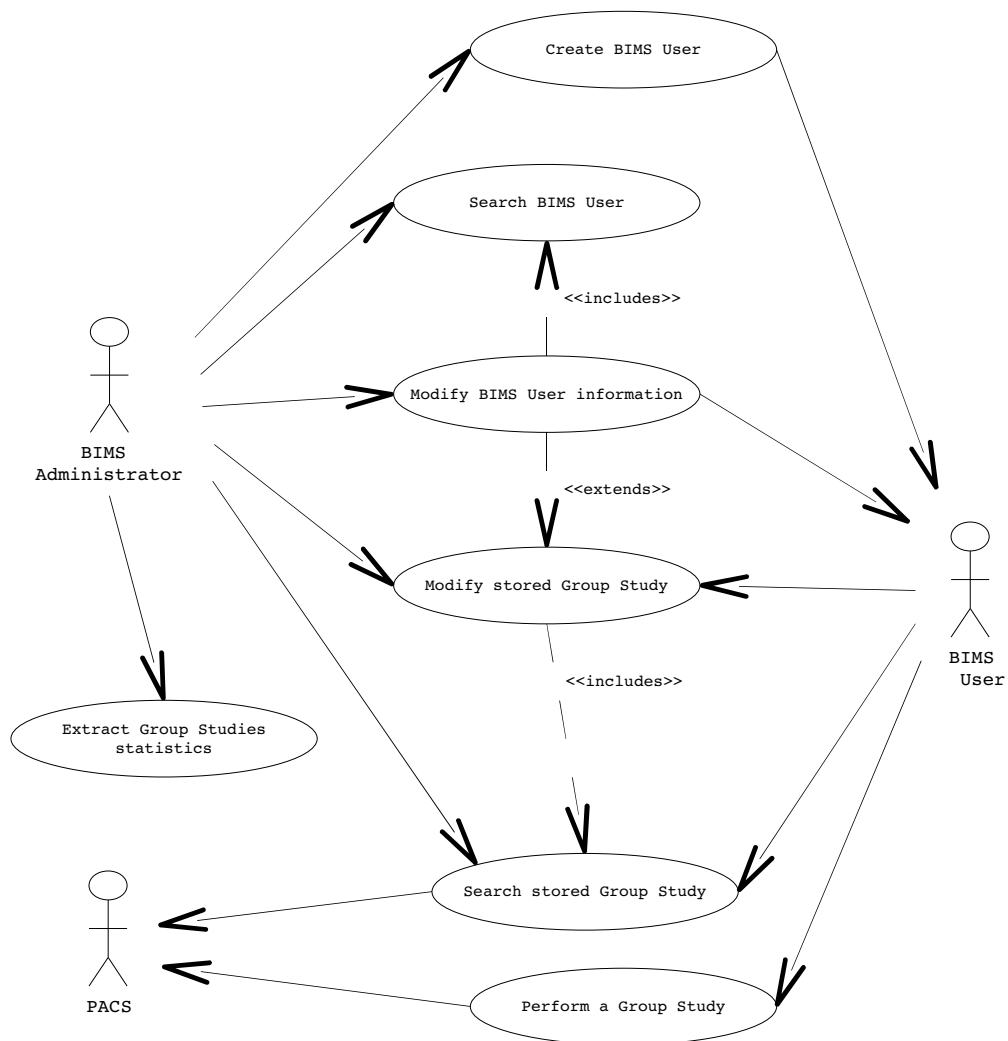 Create BIMS User
Search BIMS User
<<includes>>
Modify BIMS User information
BIMS
Administrator
<<extends>>
Modify stored Group Study
BIMS
User
<<includes>>
Extract Group Studies
statistics
Search stored Group Study
PACS
Perform a Group Study